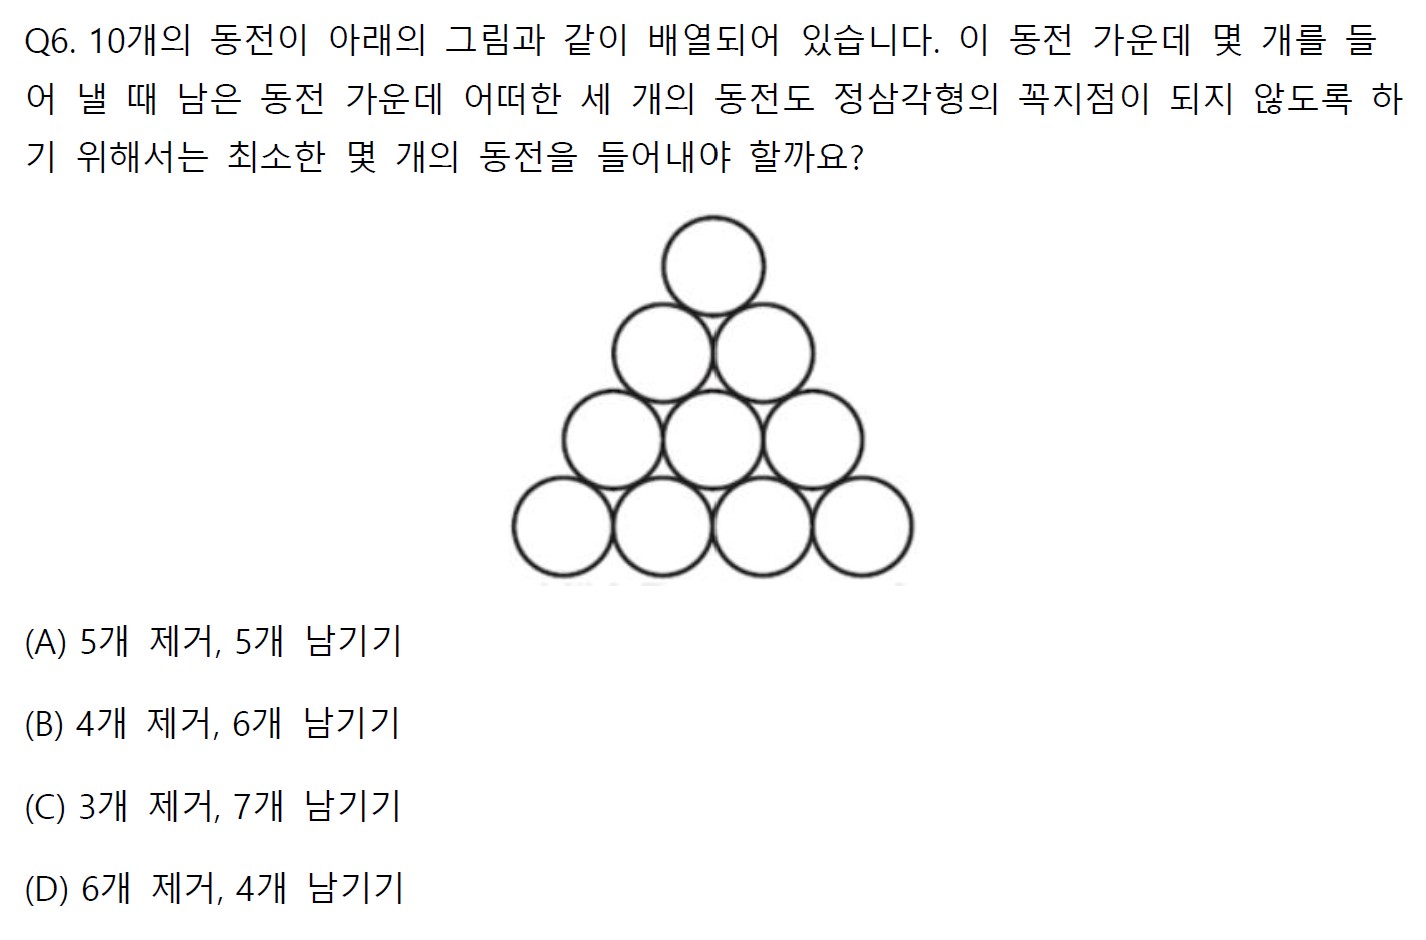 Q6. 10개의 동전이 아래의 그림과 같이 배열되어 있습니다. 이 동전 가운데 몇 개를 들
어 낼 때 남은 동전 가운데 어떠한 세 개의 동전도 정삼각형의 꼭지점이 되지 않도록 하
기 위해서는 최소한 몇 개의 동전을 들어내야 할까요?
(A) 5개 제거, 5개 남기기
(B) 4개 제거, 6개 남기기
(C) 3개 제거, 7개 남기기
(D) 6개 제거, 4개 남기기